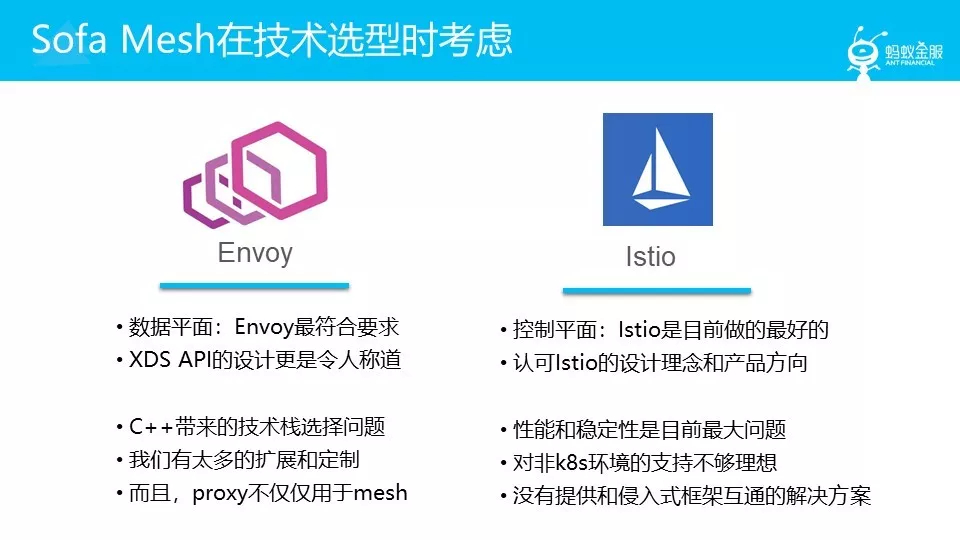 Sofa Mesh在技术选型时考虑
蚂蚁金服
ANT FINANCIAL
Envoy
• 数据平面：Envoy最符合要求
• XDS API的设计更是令人称道
• C++带来的技术栈选择问题
• 我们有太多的扩展和定制
• 而且，proxy不仅仅用于mesh
Istio
• 控制平面：Istio是目前做的最好的
• 认可Istio的设计理念和产品方向
• 性能和稳定性是目前最大问题
• 对非k8s环境的支持不够理想
• 没有提供和侵入式框架互通的解决方案